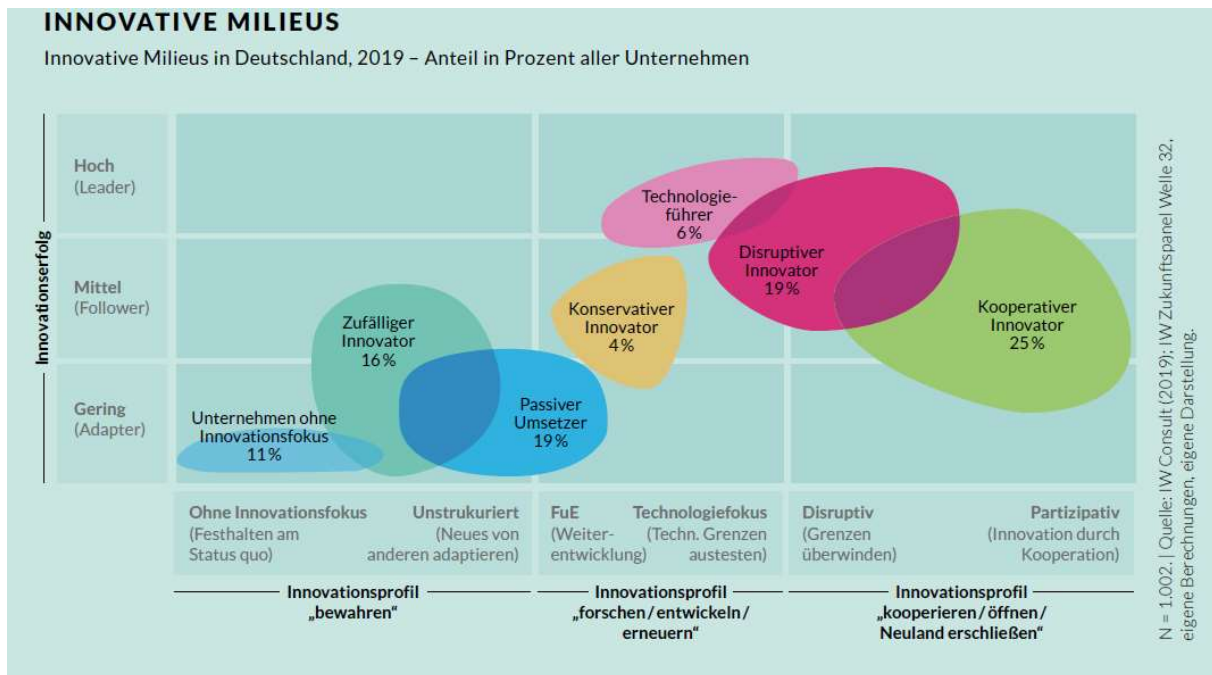 INNOVATIVE MILIEUS
Innovative Milieus in Deutschland, 2019 – Anteil in Prozent aller Unternehmen
Innovationserfolg
Hoch
(Leader)
Mittel
(Follower)
Gering
(Adapter)
Technologie-
führer
6 %
Disruptiver
Innovator
19 %
Kooperativer
Innovator
25 %
Konservativer
Innovator
4 %
Zufälliger
Innovator
16 %
Passiver
Umsetzer
19 %
Unternehmen ohne
Innovationsfokus
11 %
Ohne Innovationsfokus
(Festhalten am
Status quo)
Unstrukuriert
(Neues von
anderen adaptieren)
FuE
(Weiter-
entwicklung)
Technologiefokus
(Techn. Grenzen
austesten)
Disruptiv
(Grenzen
überwinden)
Partizipativ
(Innovation durch
Kooperation)
Innovationsprofil
„bewahren“
Innovationsprofil
„forschen / entwickeln /
erneuern“
Innovationsprofil
„kooperieren / öffnen /
Neuland erschließen“
N = 1.002. | Quelle: IW Consult (2019); IW Zukunftspanel Welle 32,
eigene Berechnungen, eigene Darstellung.